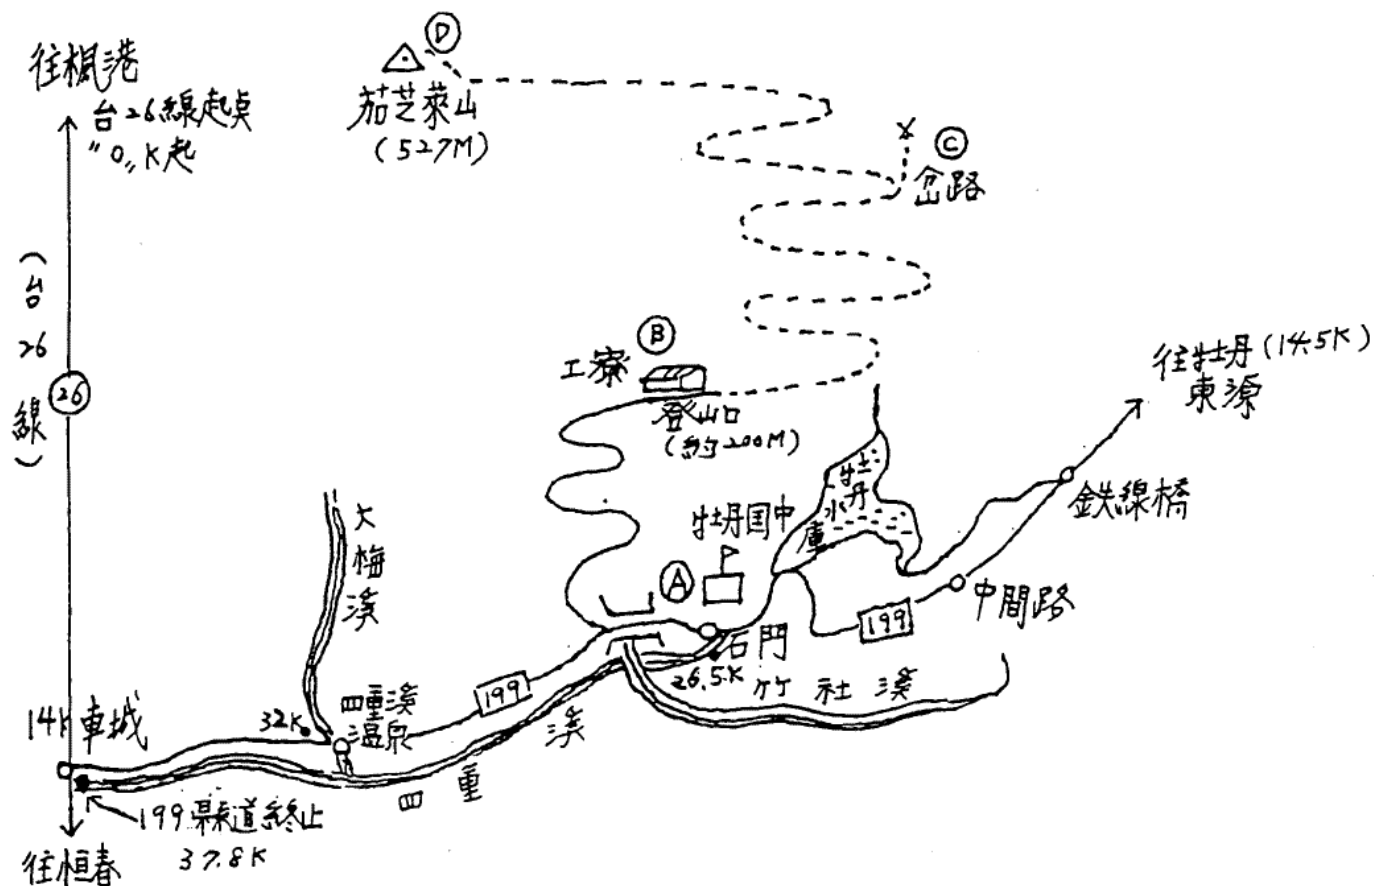 往楓港
台26線起點
"0"K起
(台26線)
26
D
茄芝萊山
(527M)
C
岔路
B
工寮
登山口
(約200M)
往牡丹(14.5K)
東源
鉄線橋
牡丹水庫
牡丹国中
A
中間路
199
石門
26.5K
竹社溪
大梅溪
199
四重溪
温泉
32K
四重溪
14K車城
199県道終止
37.8K
往恒春